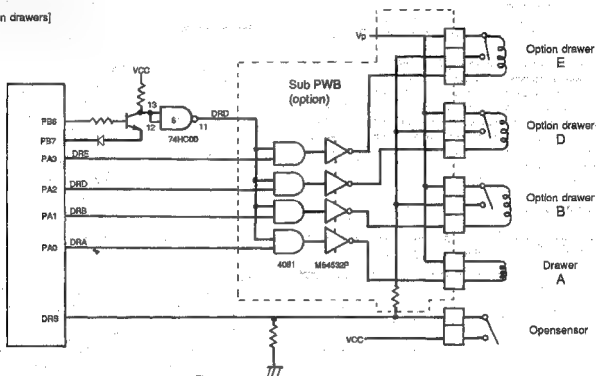 n drawers]
VCC
PB6
PB7
PA3
PA2
PA1
PA0
DRS
13
12
11
6
74HC00
DRD
DRE
DRD
DRB
DRA
Sub PWB
(option)
Vp
4081
M54532P
VCC
Option drawer
E
Option drawer
D
Option drawer
B
Drawer
A
Opensensor